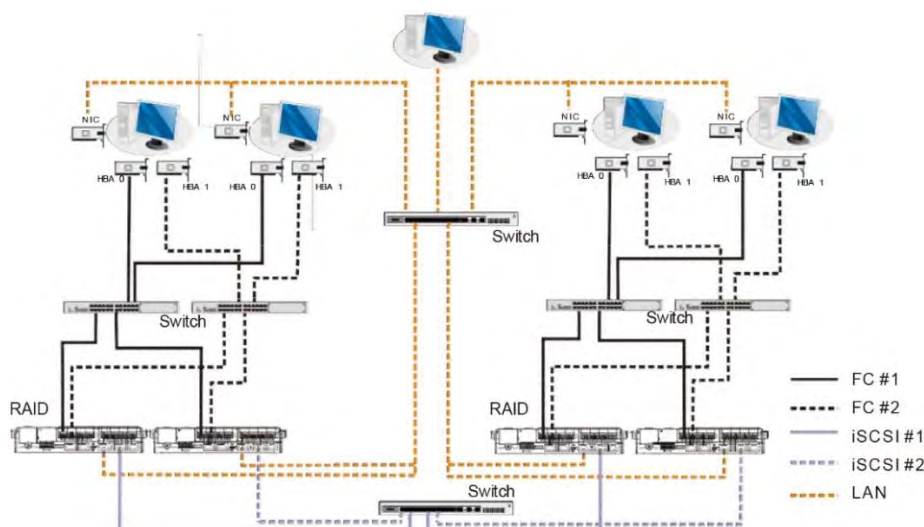 NIC
NIC
NIC
NIC
HBA 0
HBA 1
HBA 0
HBA 1
HBA 0
HBA 1
HBA 0
HBA 1
Switch
Switch
Switch
RAID
RAID
Switch
FC #1
FC #2
iSCSI #1
iSCSI #2
LAN